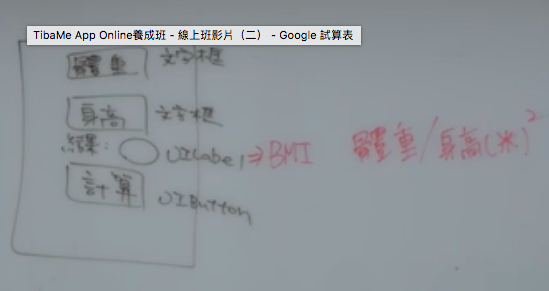 TibaMe App Online養成班 - 線上班影片（二） - Google 試算表
體重 文字框
身高 文字框
結果: UILabel ⇒ BMI 體重/身高(米)²
計算 UIButton